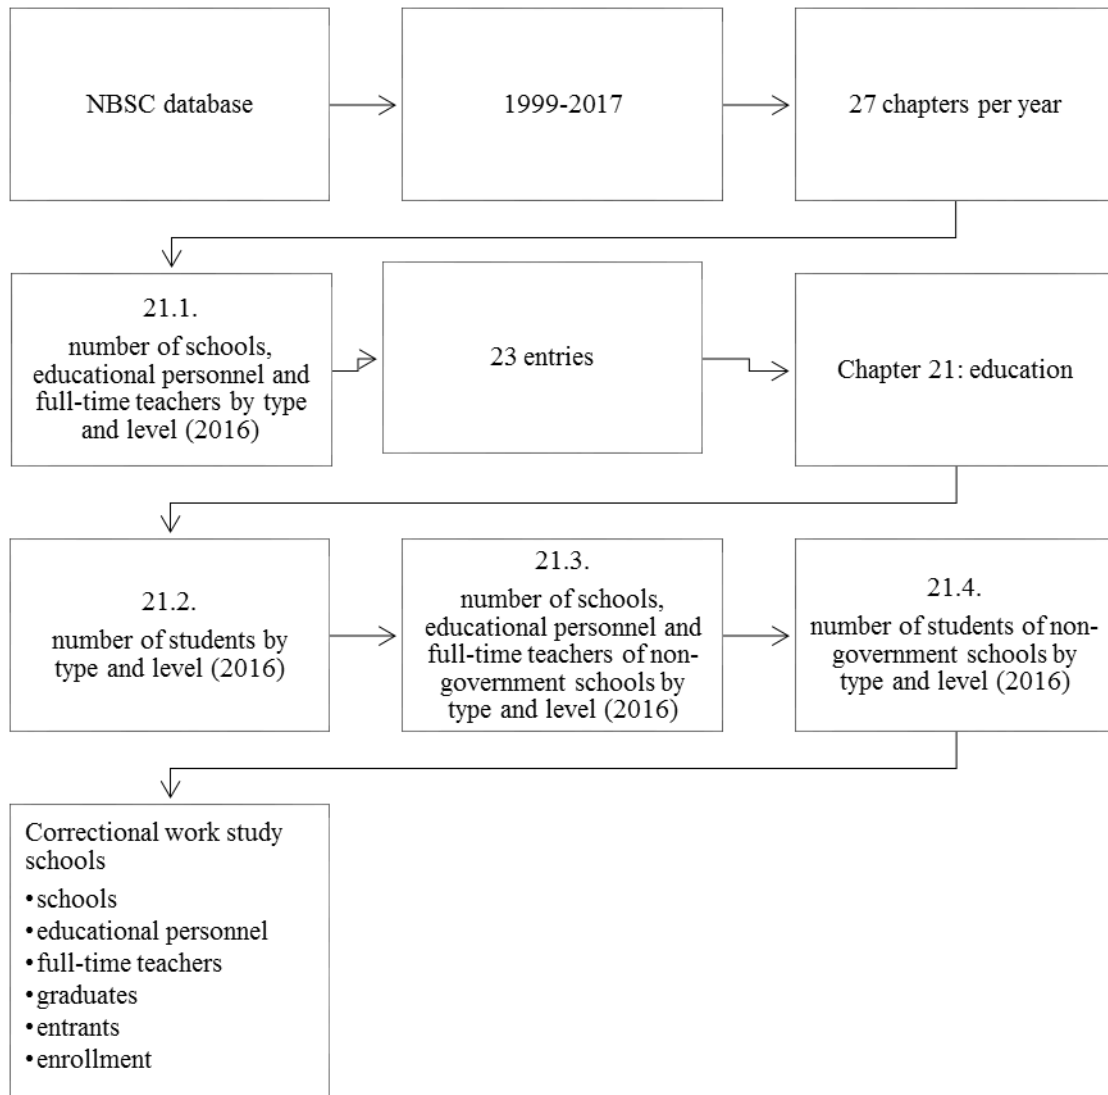 NBSC database
1999-2017
27 chapters per year
21.1.
number of schools,
educational personnel and
full-time teachers by type
and level (2016)
23 entries
Chapter 21: education
21.2.
number of students by
type and level (2016)
21.3.
number of schools,
educational personnel and
full-time teachers of non-
government schools by
type and level (2016)
21.4.
number of students of non-
government schools by
type and level (2016)
Correctional work study
schools
•schools
•educational personnel
•full-time teachers
•graduates
•entrants
•enrollment